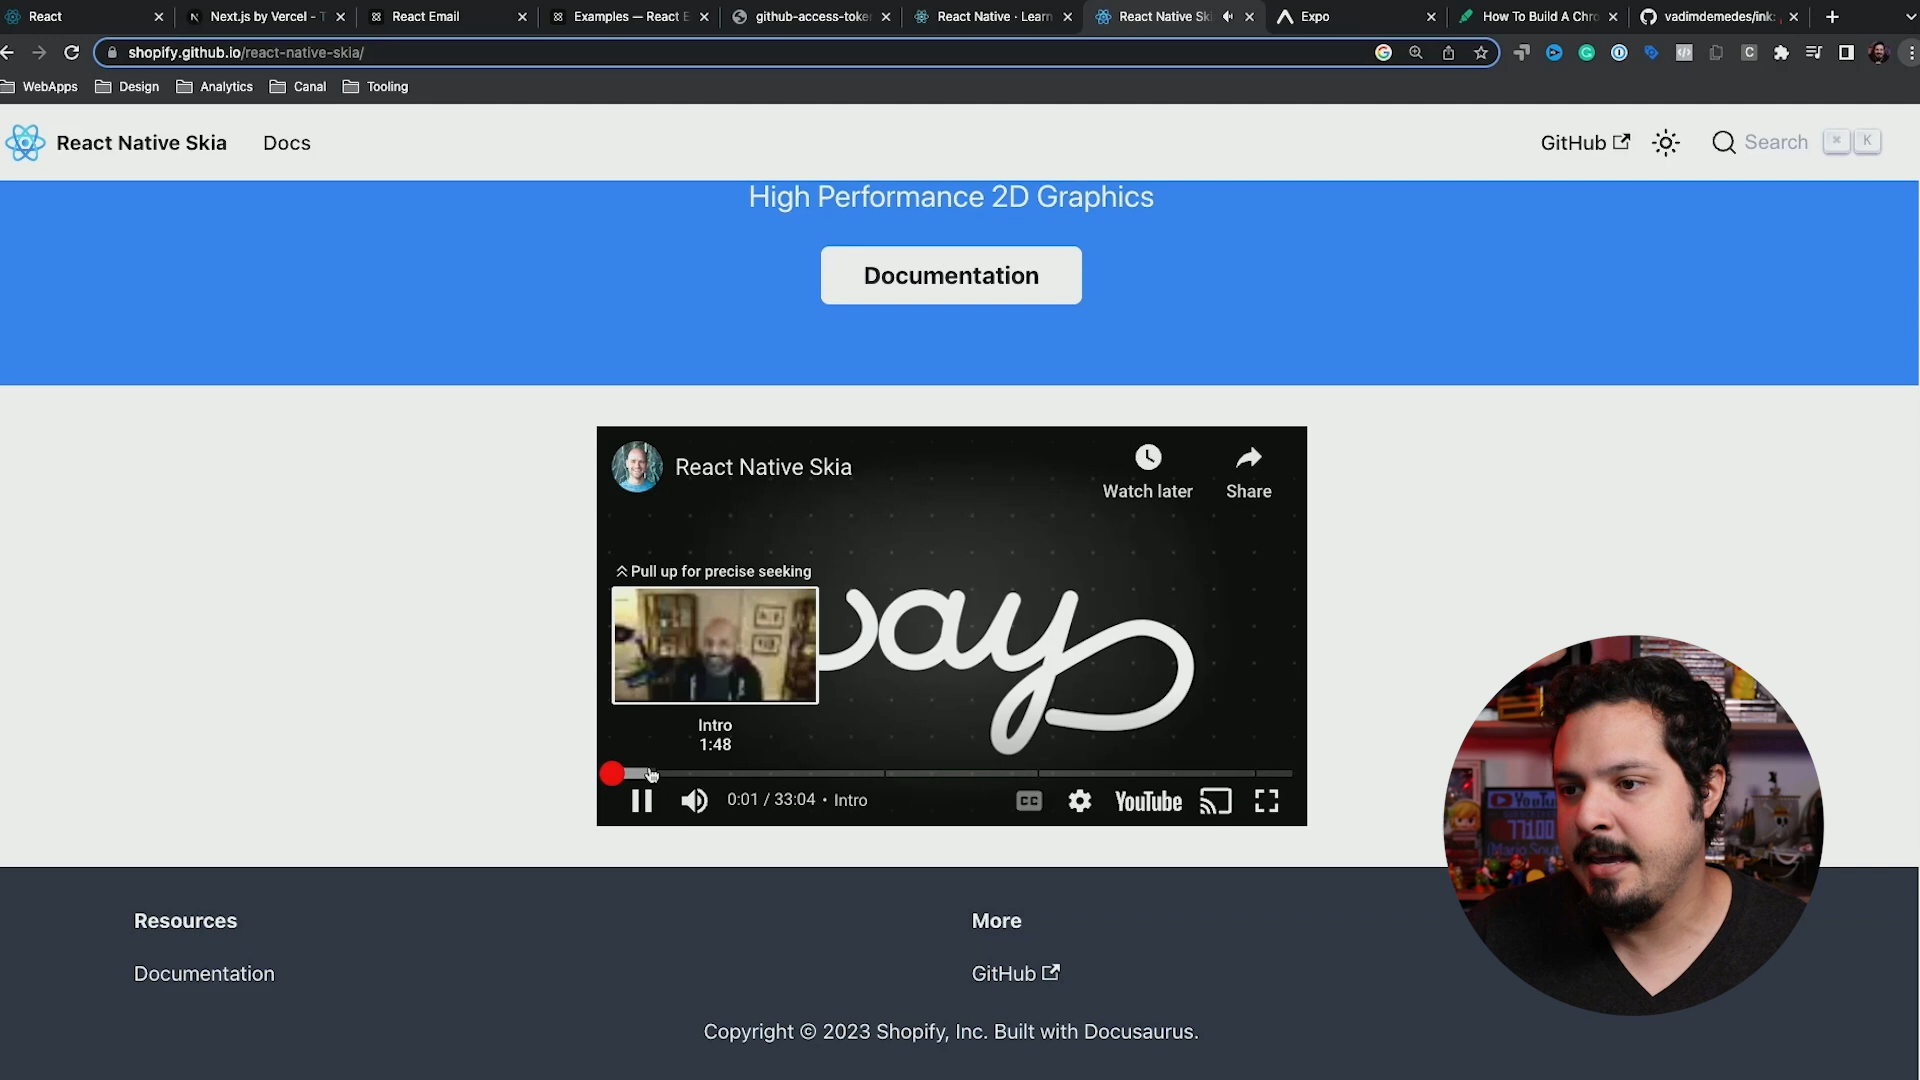 React
Next.js by Vercel - T
React Email
Examples — React E
github-access-toke
React Native · Learn
React Native Ski
Expo
How To Build A Chro
vadimdemedes/ink:
shopify.github.io/react-native-skia/
WebApps
Design
Analytics
Canal
Tooling
React Native Skia
Docs
GitHub
Search
K
High Performance 2D Graphics
Documentation
React Native Skia
Watch later
Share
Pull up for precise seeking
ay
Intro
1:48
0:01 / 33:04 • Intro
CC
YouTube
Resources
More
Documentation
GitHub
Copyright © 2023 Shopify, Inc. Built with Docusaurus.